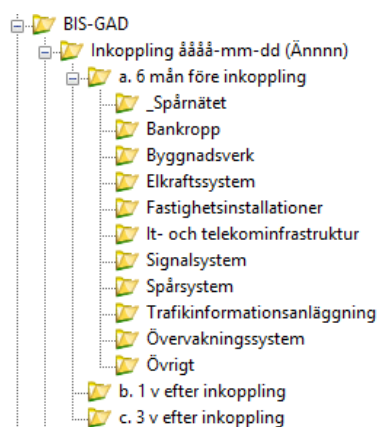 BIS-GAD
Inkoppling åååå-mm-dd (Ännnn)
a. 6 mån före inkoppling
_Spårnätet
Bankropp
Byggnadsverk
Elkraftssystem
Fastighetsinstallationer
It- och telekominfrastruktur
Signalsystem
Spårsystem
Trafikinformationsanläggning
Övervakningssystem
Övrigt
b. 1 v efter inkoppling
c. 3 v efter inkoppling